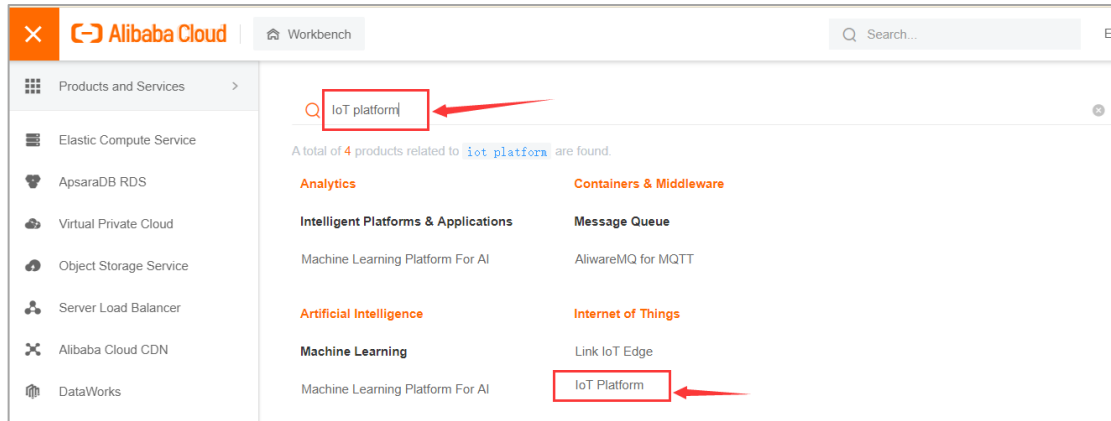 Alibaba Cloud
Workbench
Search...
E
Products and Services
Elastic Compute Service
ApsaraDB RDS
Virtual Private Cloud
Object Storage Service
Server Load Balancer
Alibaba Cloud CDN
DataWorks
IoT platform
A total of 4 products related to iot platform are found.
Analytics
Intelligent Platforms & Applications
Machine Learning Platform For AI
Containers & Middleware
Message Queue
AliwareMQ for MQTT
Artificial Intelligence
Machine Learning
Machine Learning Platform For AI
Internet of Things
Link IoT Edge
IoT Platform